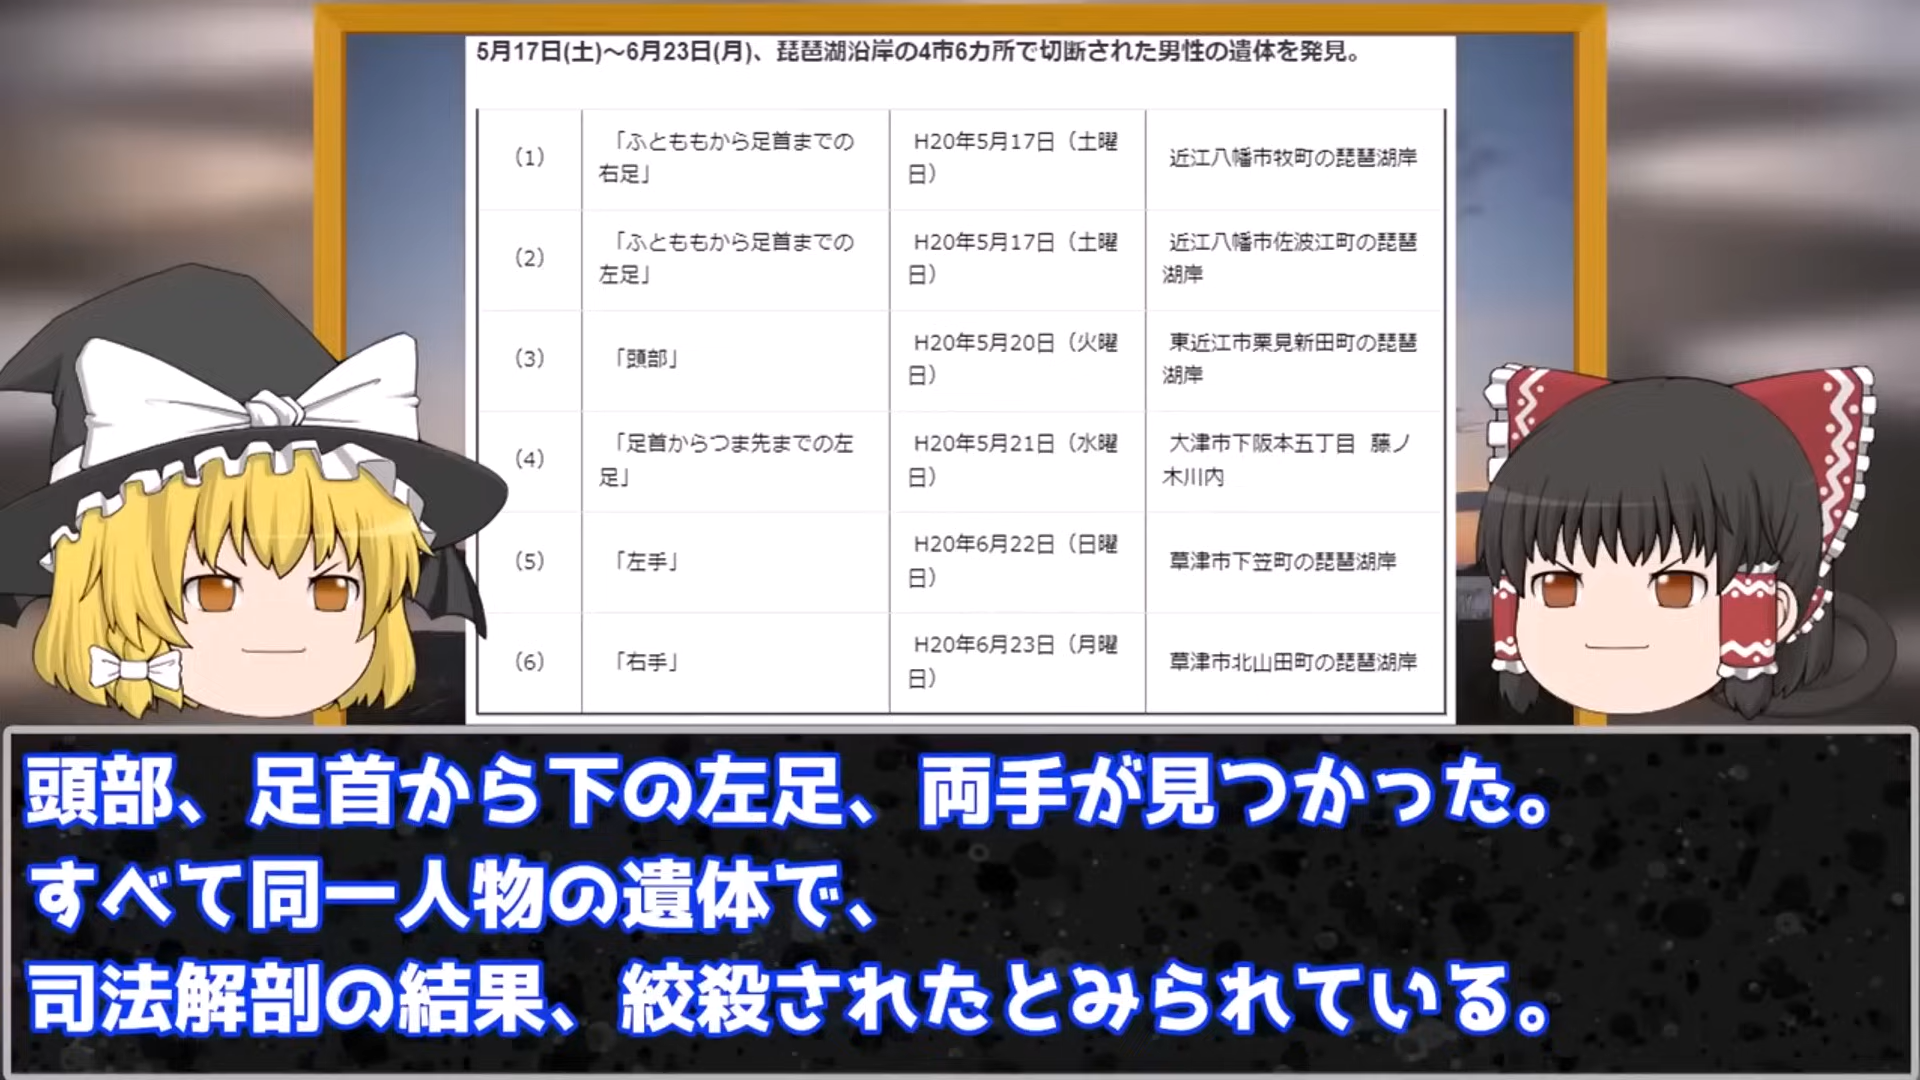 5月17日(土)～6月23日(月)、琵琶湖沿岸の4市6カ所で切断された男性の遺体を発見。
（1）
「ふとももから足首までの
右足」
H20年5月17日（土曜
日）
近江八幡市牧町の琵琶湖岸
（2）
「ふとももから足首までの
左足」
H20年5月17日（土曜
日）
近江八幡市佐波江町の琵琶
湖岸
（3）
「頭部」
H20年5月20日（火曜
日）
東近江市栗見新田町の琵琶
湖岸
（4）
「足首からつま先までの左
足」
H20年5月21日（水曜
日）
大津市下阪本五丁目 藤ノ
木川内
（5）
「左手」
H20年6月22日（日曜
日）
草津市下笠町の琵琶湖岸
（6）
「右手」
H20年6月23日（月曜
日）
草津市北山田町の琵琶湖岸
頭部、足首から下の左足、両手が見つかった。
すべて同一人物の遺体で、
司法解剖の結果、絞殺されたとみられている。